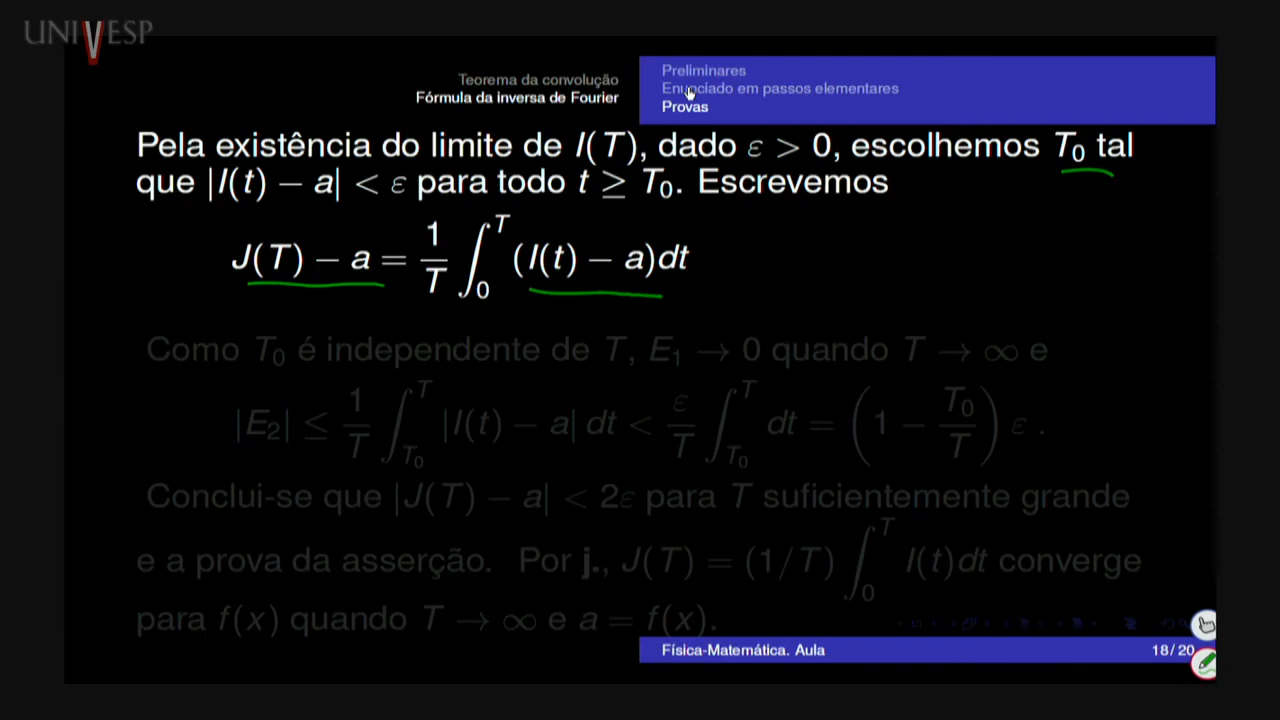 UNIVESP
Teorema da convolução
Fórmula da inversa de Fourier
Preliminares
Enunciado em passos elementares
Provas
Pela existência do limite de I(T), dado ε > 0, escolhemos T₀ tal
que |I(t) − a| < ε para todo t ≥ T₀. Escrevemos
J(T) − a = 1/T ∫₀ᵀ (I(t) − a)dt
Como T₀ é independente de T, E₁ → 0 quando T → ∞ e
|E₂| ≤ 1/T ∫_{T₀}^T |I(t) − a| dt < ε/T ∫_{T₀}^T dt = (1 − T₀/T) ε .
Conclui-se que |J(T) − a| < 2ε para T suficientemente grande
e a prova da asserção. Por j., J(T) = (1/T) ∫₀ᵀ I(t)dt converge
para f(x) quando T → ∞ e a = f(x).
Física-Matemática. Aula
18/20